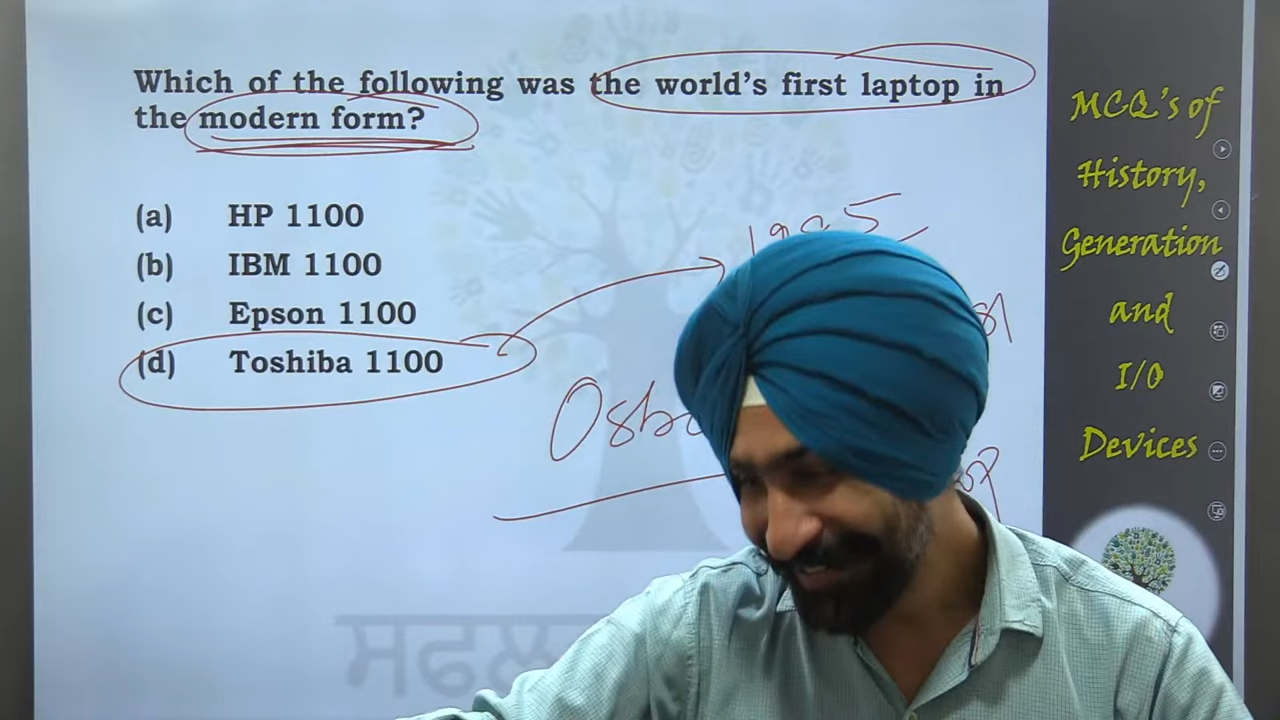 Which of the following was the world's first laptop in
the modern form?
(a) HP 1100
(b) IBM 1100
(c) Epson 1100
(d) Toshiba 1100
1985
MCQ's of
History,
Generation
and
I/O
Devices